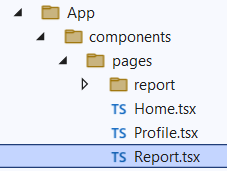 App
components
pages
report
TS Home.tsx
TS Profile.tsx
TS Report.tsx